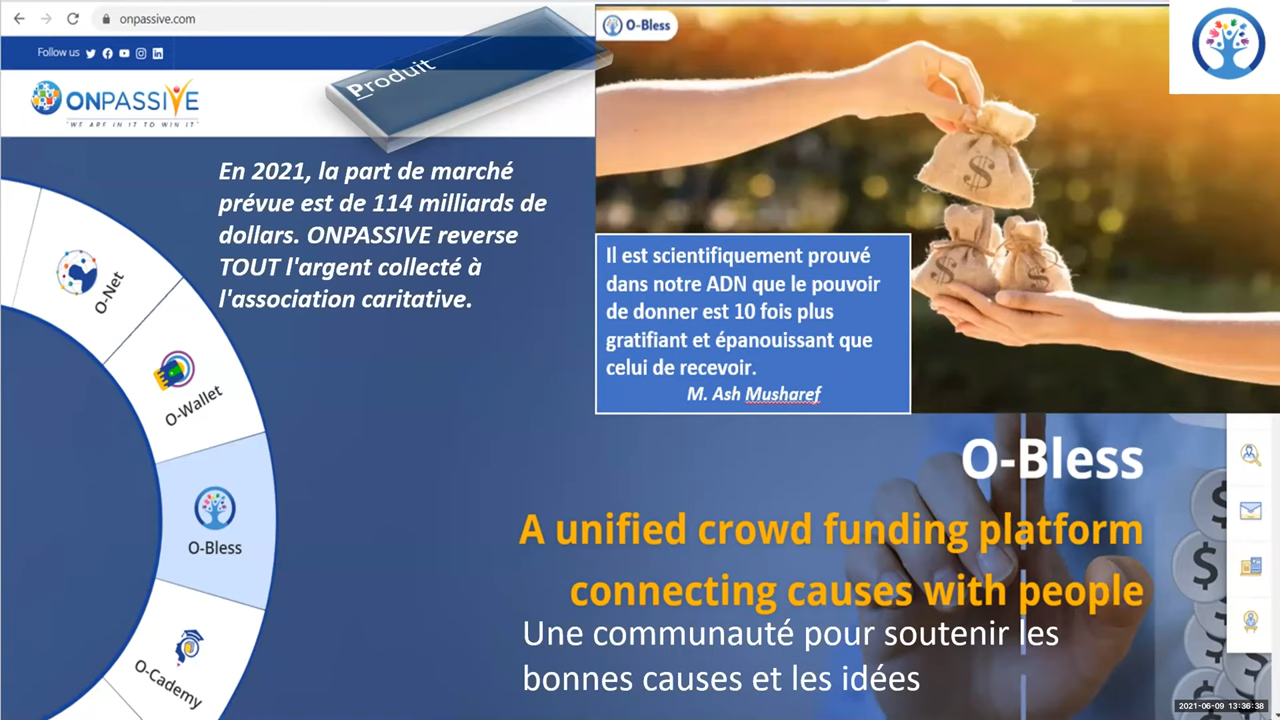 onpassive.com
Follow us
ONPASSIVE
"WE ARE IN IT TO WIN IT"
Produit
En 2021, la part de marché
prévue est de 114 milliards de
dollars. ONPASSIVE reverse
TOUT l'argent collecté à
l'association caritative.
O-Net
O-Wallet
O-Bless
O-Cademy
O-Bless
$
$
$
Il est scientifiquement prouvé
dans notre ADN que le pouvoir
de donner est 10 fois plus
gratifiant et épanouissant que
celui de recevoir.
M. Ash Musharef
O-Bless
A unified crowd funding platform
connecting causes with people
Une communauté pour soutenir les
bonnes causes et les idées
$
$
$
$
2021-06-09 13:36:38